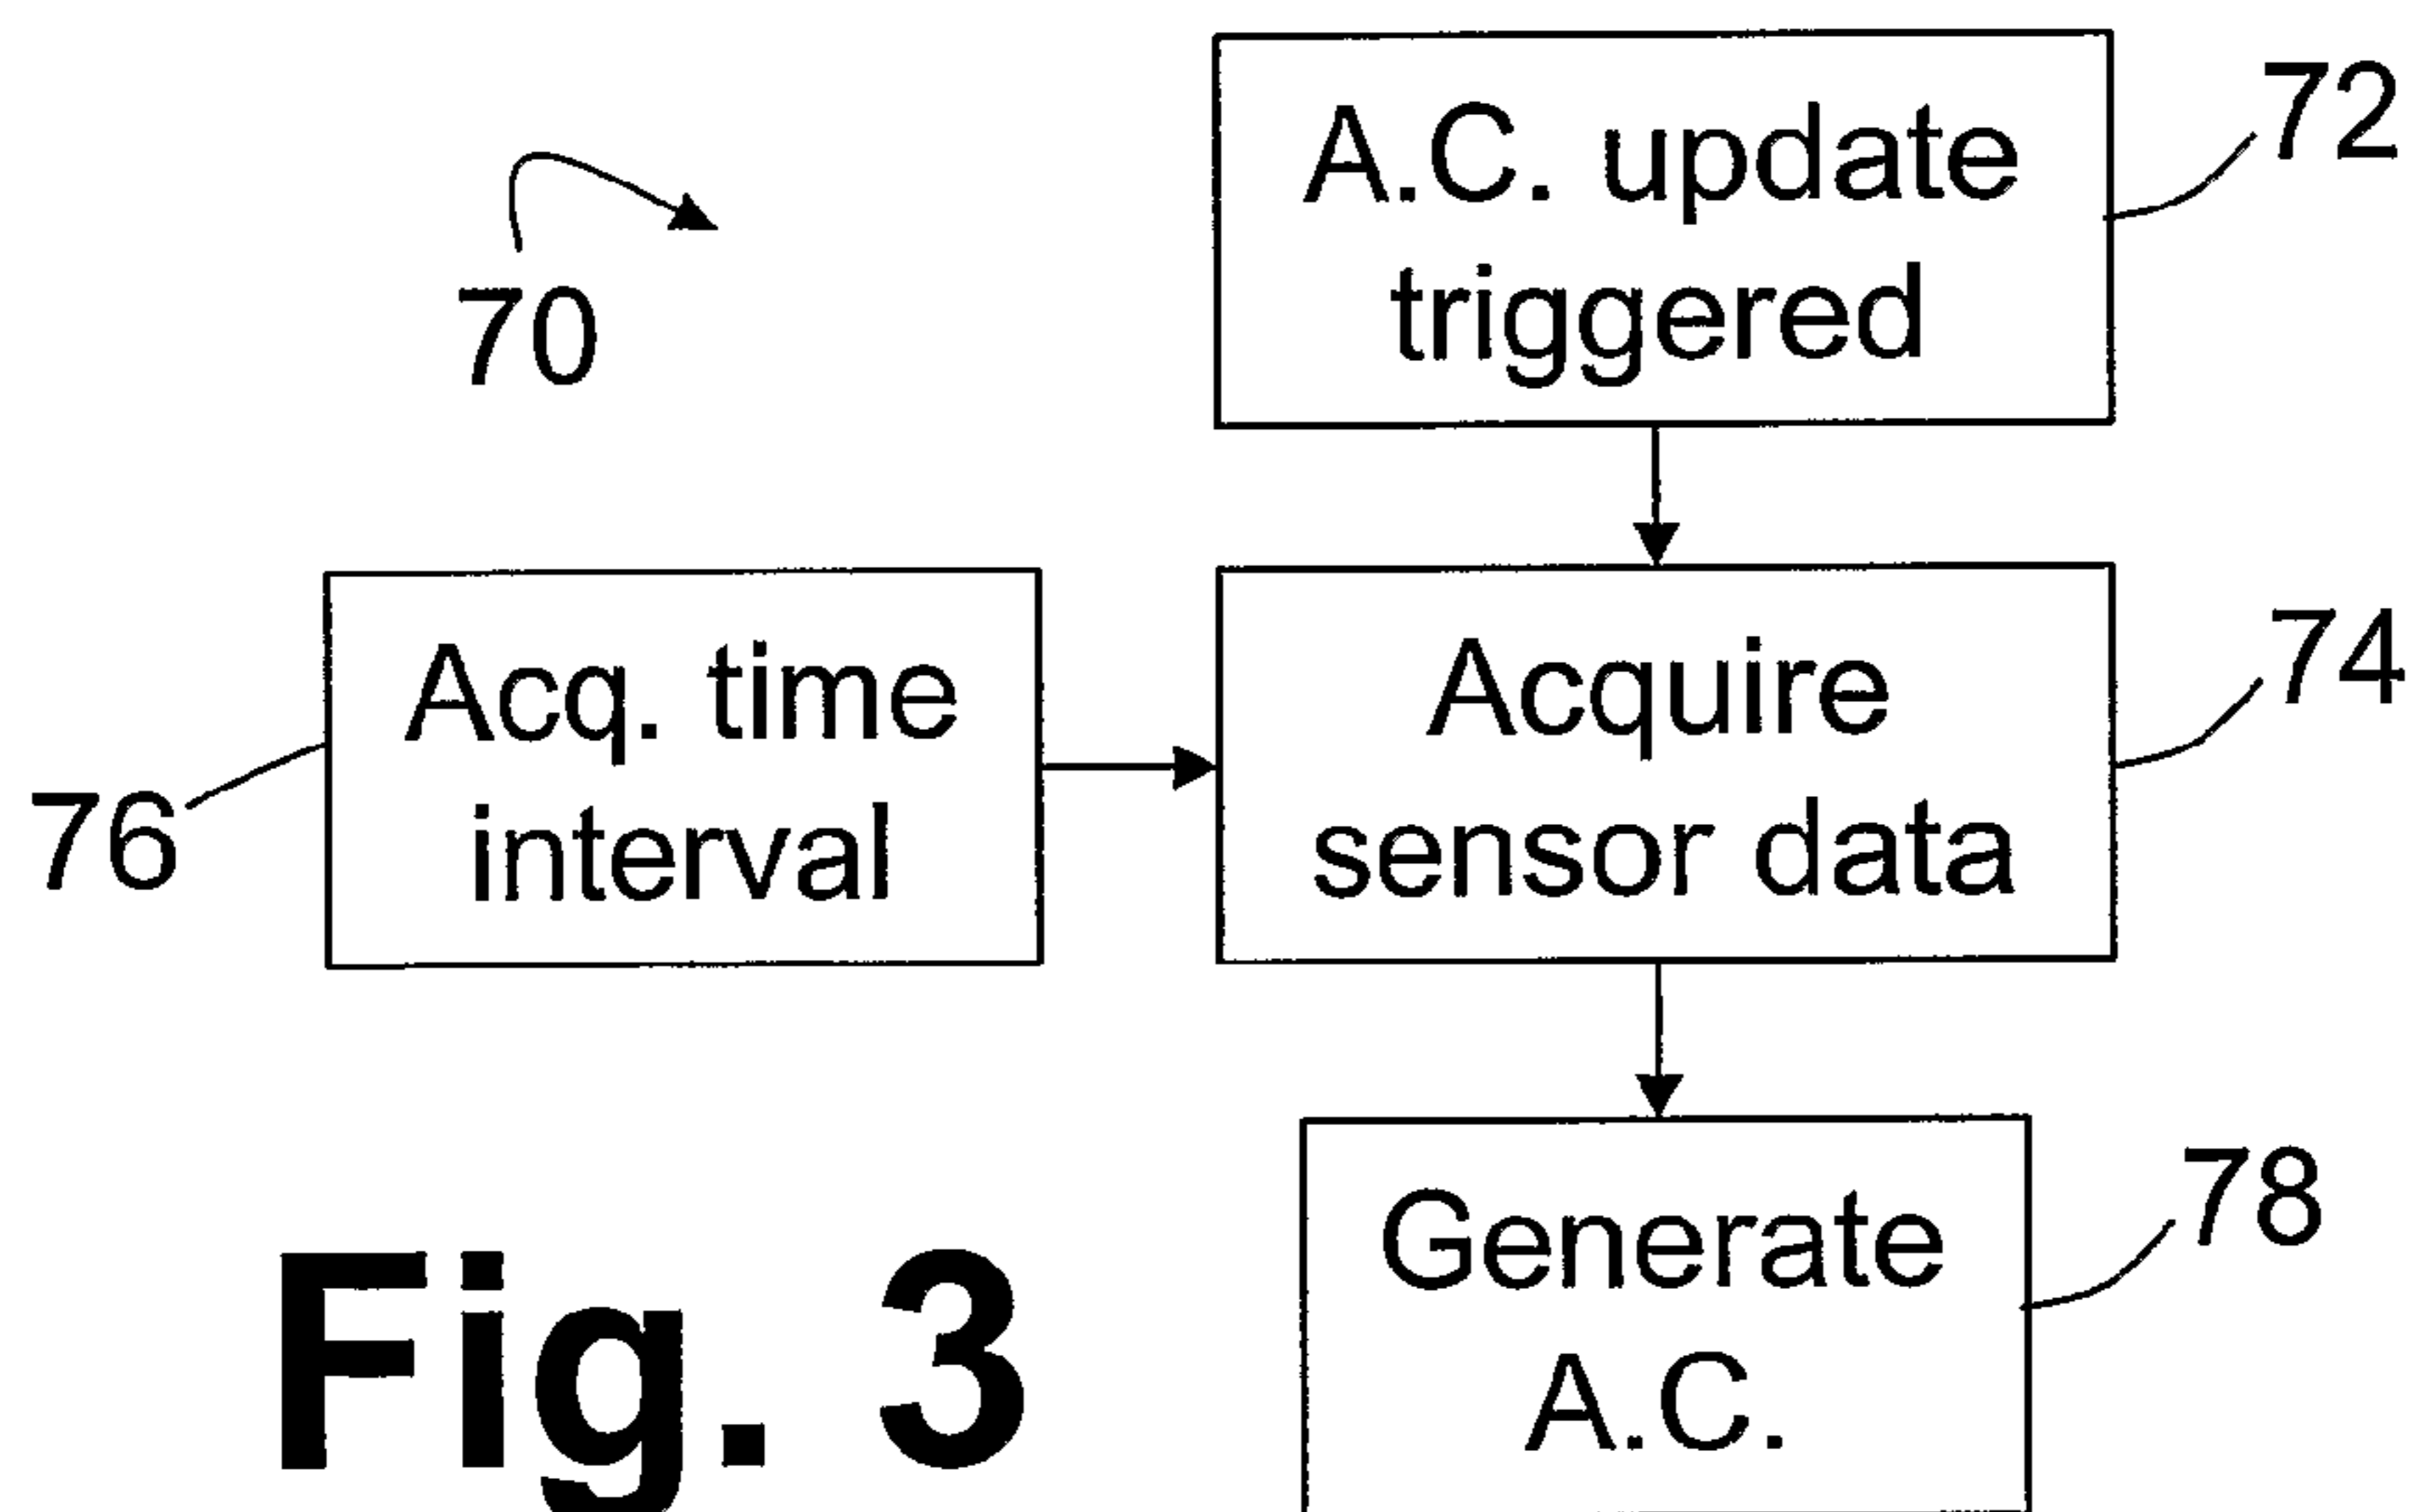 A.C. update
triggered
72
70
Acq. time
interval
76
Acquire
sensor data
74
Generate
A.C.
78
Fig. 3